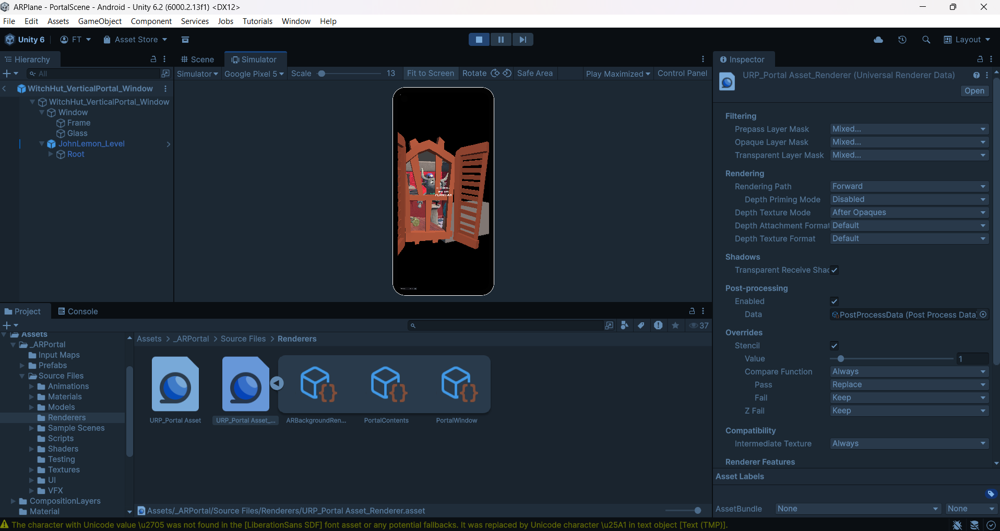 ARPlane - PortalScene - Android - Unity 6.2 (6000.2.13f1) <DX12>
File Edit Assets GameObject Component Services Jobs Tutorials Window Help
Unity 6 FT Asset Store Layout
Hierarchy
All
WitchHut_VerticalPortal_Window
WitchHut_VerticalPortal_Window
Window
Frame
Glass
JohnLemon_Level
Root
Scene Simulator
Simulator Google Pixel 5 Scale 13 Fit to Screen Rotate Safe Area Play Maximized Control Panel
em um
PLANO AR
Inspector
URP_Portal Asset_Renderer (Universal Renderer Data)
Open
Filtering
Prepass Layer Mask Mixed...
Opaque Layer Mask Mixed...
Transparent Layer Mask Mixed...
Rendering
Rendering Path Forward
Depth Priming Mode Disabled
Depth Texture Mode After Opaques
Depth Attachment Format Default
Depth Texture Format Default
Shadows
Transparent Receive Shad
Post-processing
Enabled
Data PostProcessData (Post Process Data)
Overrides
Stencil
Value 1
Compare Function Always
Pass Replace
Fail Keep
Z Fail Keep
Compatibility
Intermediate Texture Always
Renderer Features
Asset Labels
AssetBundle None None
Project Console
37
Assets
_ARPortal
Input Maps
Prefabs
Source Files
Animations
Materials
Models
Renderers
Sample Scenes
Scripts
Shaders
Testing
Textures
UI
VFX
CompositionLayers
Material
Assets > _ARPortal > Source Files > Renderers
URP_Portal Asset URP_Portal Asset_... ARBackgroundRen... PortalContents PortalWindow
Assets/_ARPortal/Source Files/Renderers/URP_Portal Asset_Renderer.asset
The character with Unicode value \u2705 was not found in the [LiberationSans SDF] font asset or any potential fallbacks. It was replaced by Unicode character \u25A1 in text object [Text (TMP)].